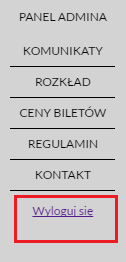 PANEL ADMINA
KOMUNIKATY
ROZKŁAD
CENY BILETÓW
REGULAMIN
KONTAKT
Wyloguj się